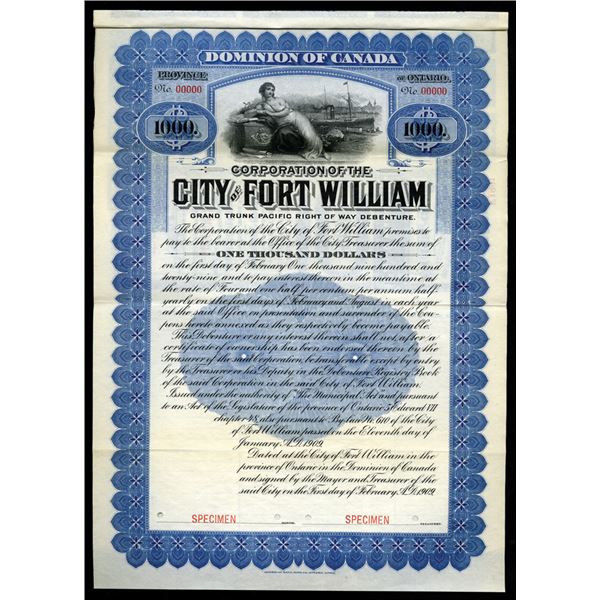 DOMINION OF CANADA
PROVINCE
OF ONTARIO.
No. 00000
No. 00000
1000.
1000.
CORPORATION OF THE
CITY OF FORT WILLIAM
GRAND TRUNK PACIFIC RIGHT OF WAY DEBENTURE.
The Corporation of the City of Fort William promises to
pay to the bearer at the Office of the City Treasurer the sum of
ONE THOUSAND DOLLARS
on the first day of February One thousand nine hundred and
twenty-nine and to pay interest thereon in the meantime at
the rate of Four and one half per centum per annum half
yearly on the first days of February and August in each year
at the said Office on presentation and surrender of the Cou-
pons hereto annexed as they respectively become payable.
This Debenture or any interest therein shall not, after a
certificate of ownership has been endorsed thereon by the
Treasurer of the said Corporation, be transferable except by entry
by the Treasurer or his Deputy in the Debenture Registry Book
of the said Corporation in the said City of Fort William.
Issued under the authority of "The Municipal Act and pursuant
to an Act of the Legislature of the province of Ontario Edward VII
chapter 48, also pursuant to By-law No. 610 of the City
of Fort William passed on the Eleventh day of
January A.D. 1909.
Dated at the City of Fort William in the
province of Ontario in the Dominion of Canada
and signed by the Mayor and Treasurer of the
said City on the First day of February, A.D. 1909.
SPECIMEN
SPECIMEN
TREASURER.